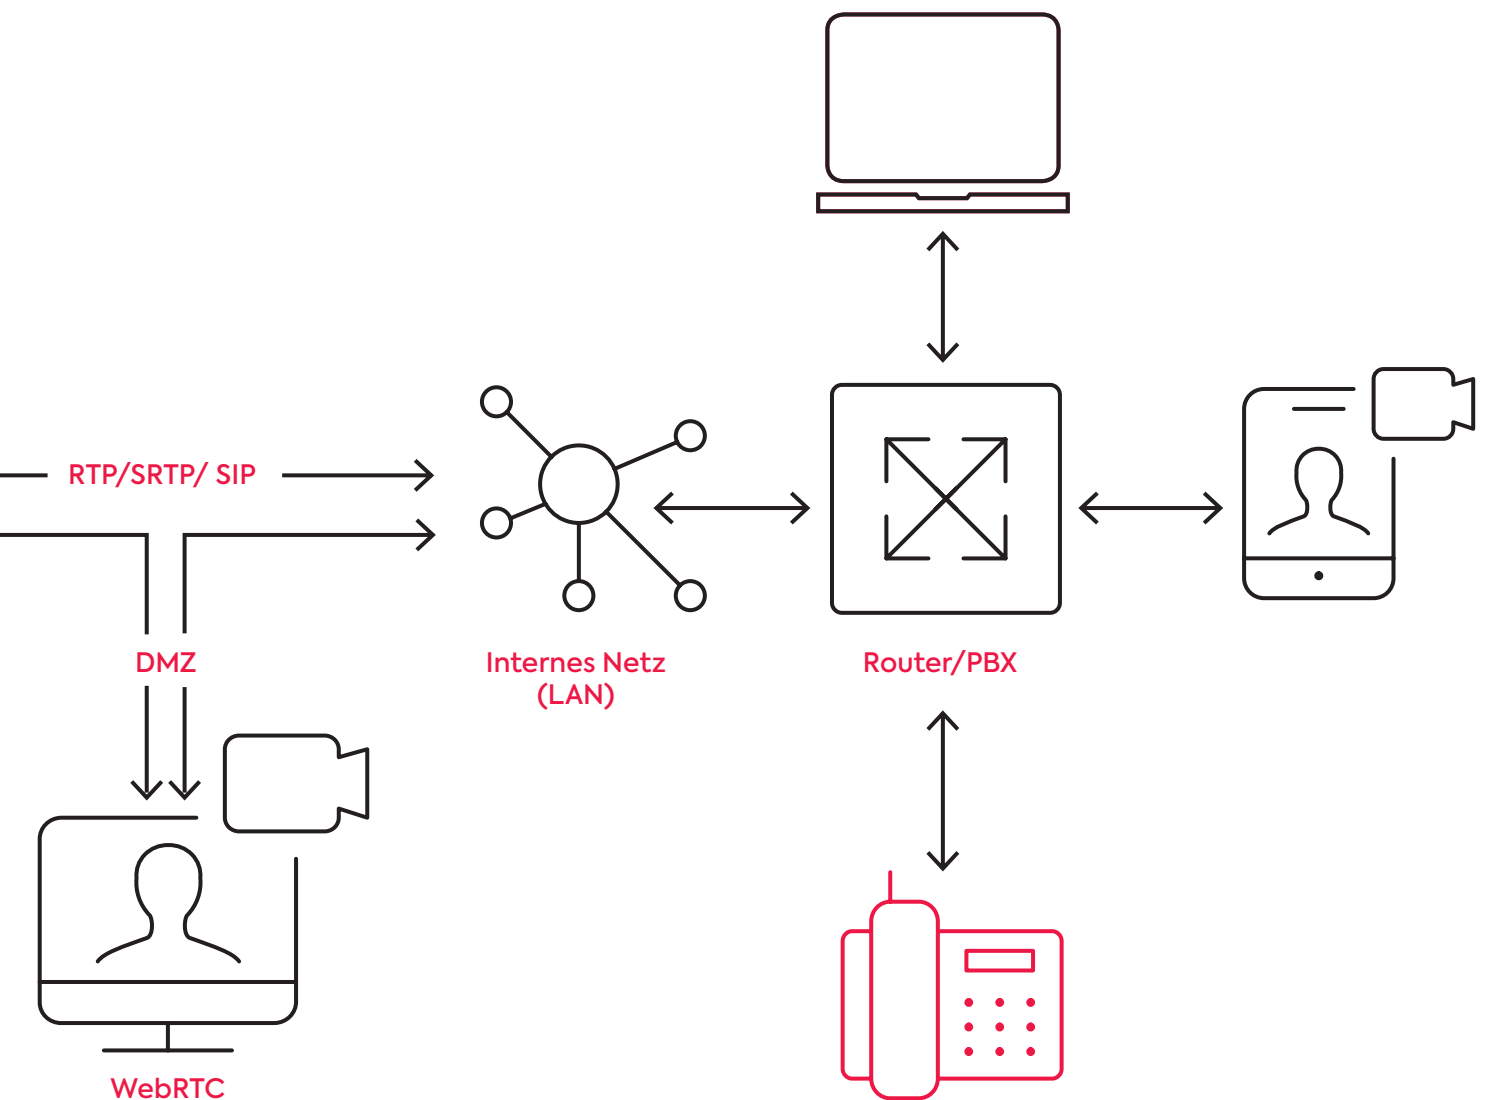 RTP/SRTP/ SIP
DMZ
Internes Netz
(LAN)
Router/PBX
WebRTC